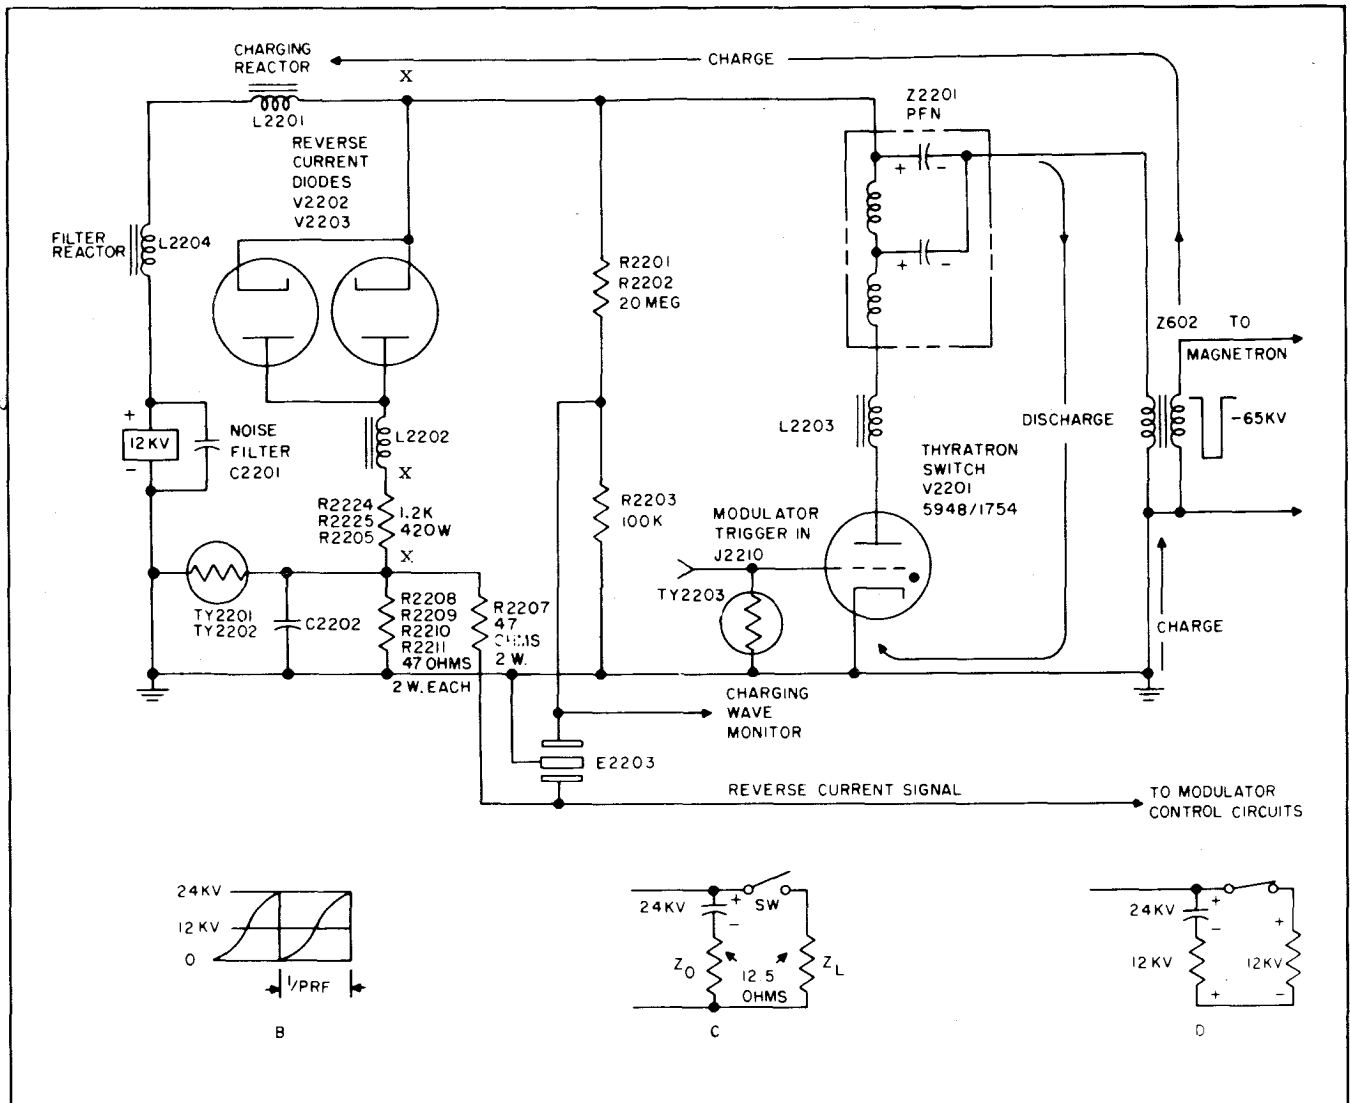 CHARGING
REACTOR
L2201
X
CHARGE
REVERSE
CURRENT
DIODES
V2202
V2203
Z2201
PFN
+ -
+ -
FILTER
REACTOR
L2204
R2201
R2202
20 MEG
Z602 TO
MAGNETRON
-65KV
+
12 KV
-
NOISE
FILTER
C2201
L2202
X
L2203
DISCHARGE
THYRATRON
SWITCH
V2201
5948/1754
R2224
R2225
R2205
1.2K
420W
X
R2203
100K
MODULATOR
TRIGGER IN
J2210
TY2203
TY2201
TY2202
C2202
R2208
R2209
R2210
R2211
47 OHMS
2 W. EACH
R2207
47
OHMS
2 W.
CHARGE
CHARGING
WAVE
MONITOR
E2203
REVERSE CURRENT SIGNAL
TO MODULATOR
CONTROL CIRCUITS
24KV
12KV
0
1/PRF
B
24KV
+
-
SW
ZO
12.5
OHMS
ZL
C
24KV
+
-
12KV
+
+
12KV
-
D